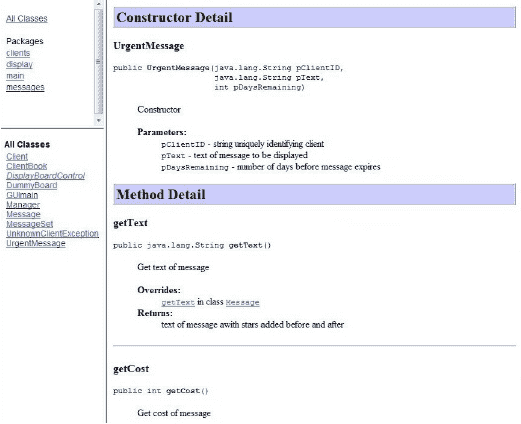 All Classes
Packages
clients
display
main
messages
All Classes
Client
ClientBook
DisplayBoardControl
DummyBoard
GUImain
Manager
Message
MessageSet
UnknownClientException
UrgentMessage
Constructor Detail
UrgentMessage
public UrgentMessage(java.lang.String pClientID,
java.lang.String pText,
int pDaysRemaining)
Constructor
Parameters:
pClientID - string uniquely identifying client
pText - text of message to be displayed
pDaysRemaining - number of days before message expires
Method Detail
getText
public java.lang.String getText()
Get text of message
Overrides:
getText in class Message
Returns:
text of message awith stars added before and after
getCost
public int getCost()
Get cost of message